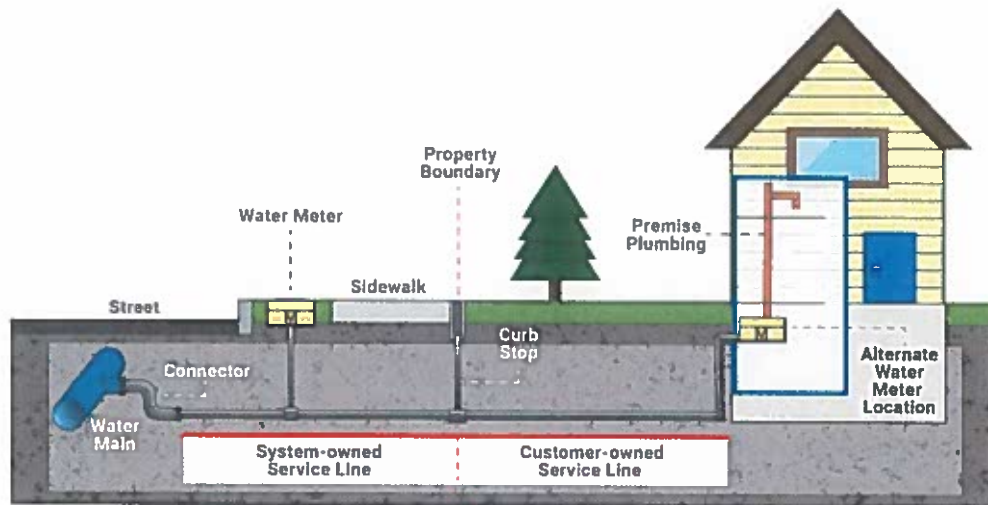 Property
Boundary
Water Meter
Premise
Plumbing
Sidewalk
Street
M
Curb
Stop
M
Connector
Alternate
Water
Meter
Location
Water
Main
System-owned
Service Line
Customer-owned
Service Line